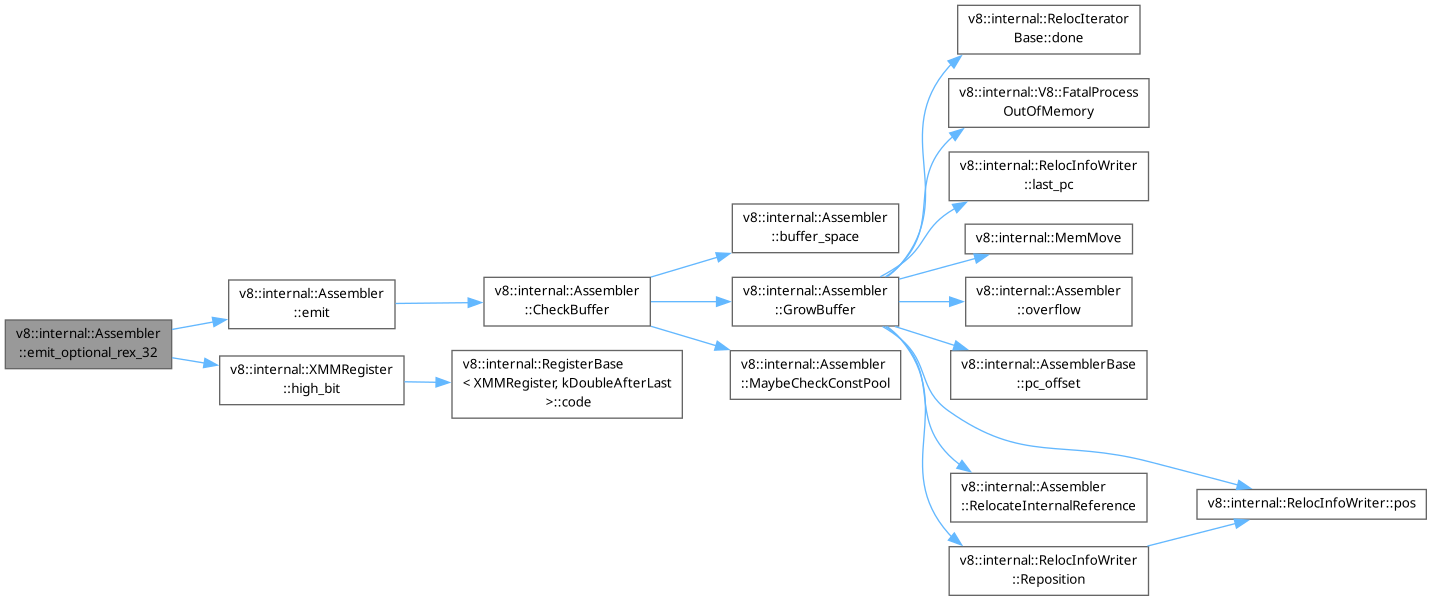 v8::internal::Assembler
::emit_optional_rex_32
v8::internal::Assembler
::emit
v8::internal::XMMRegister
::high_bit
v8::internal::Assembler
::CheckBuffer
v8::internal::RegisterBase
< XMMRegister, kDoubleAfterLast
>::code
v8::internal::Assembler
::buffer_space
v8::internal::Assembler
::GrowBuffer
v8::internal::Assembler
::MaybeCheckConstPool
v8::internal::RelocIterator
Base::done
v8::internal::V8::FatalProcess
OutOfMemory
v8::internal::RelocInfoWriter
::last_pc
v8::internal::MemMove
v8::internal::Assembler
::overflow
v8::internal::AssemblerBase
::pc_offset
v8::internal::Assembler
::RelocateInternalReference
v8::internal::RelocInfoWriter
::Reposition
v8::internal::RelocInfoWriter::pos